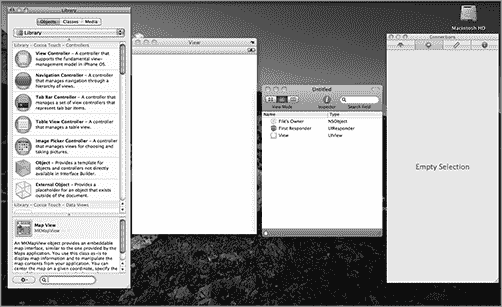 Library
Objects Classes Media
Library
Library – Cocoa Touch – Controllers
View Controller – A controller that supports the fundamental view-management model in iPhone OS.
Navigation Controller – A controller that manages navigation through a hierarchy of views.
Tab Bar Controller – A controller that manages a set of view controllers that represent tab bar items.
Table View Controller – A controller that manages a table view.
Image Picker Controller – A controller that manages views for choosing and taking pictures.
Object – Provides a template for objects and controllers not directly available in Interface Builder.
External Object – Provides a placeholder for an object that exists outside of the document.
Library – Cocoa Touch – Data Views
Map View
MKMapView
An MKMapView object provides an embeddable map interface, similar to the one provided by the Maps application. You use this class as-is to display map information and to manipulate the map contents from your application. You can center the map on a given coordinate, specify the
View
Untitled
View Mode Inspector Search Field
Name Type
File's Owner NSObject
First Responder UIResponder
View UIView
Macintosh HD
Connections
Empty Selection